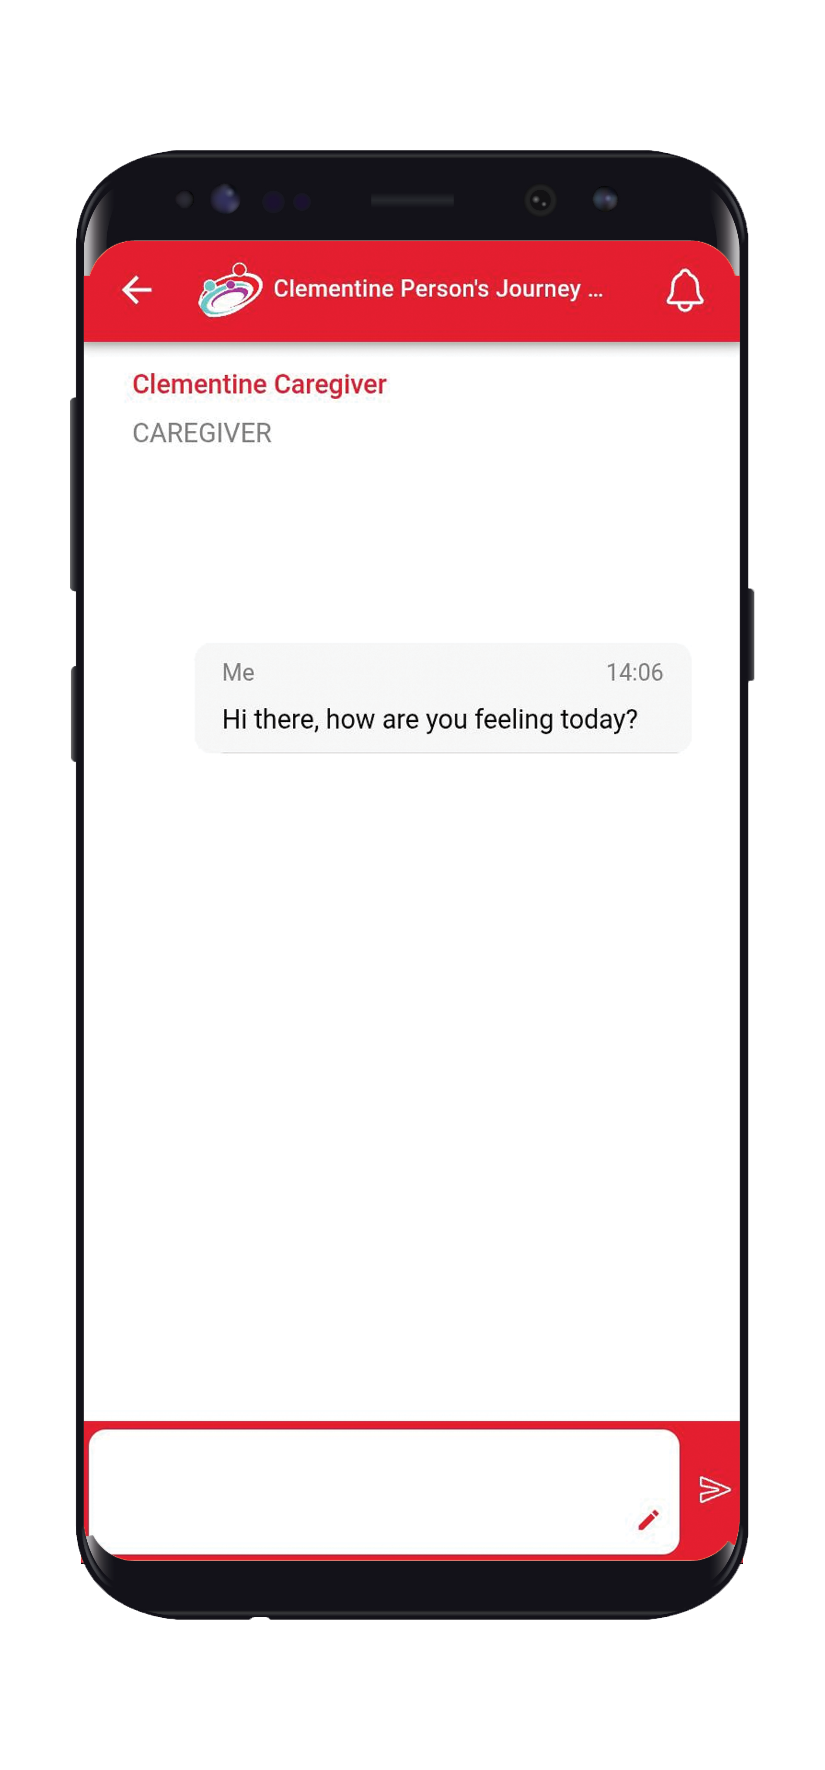 Clementine Person's Journey ...
Clementine Caregiver
CAREGIVER
Me 14:06
Hi there, how are you feeling today?